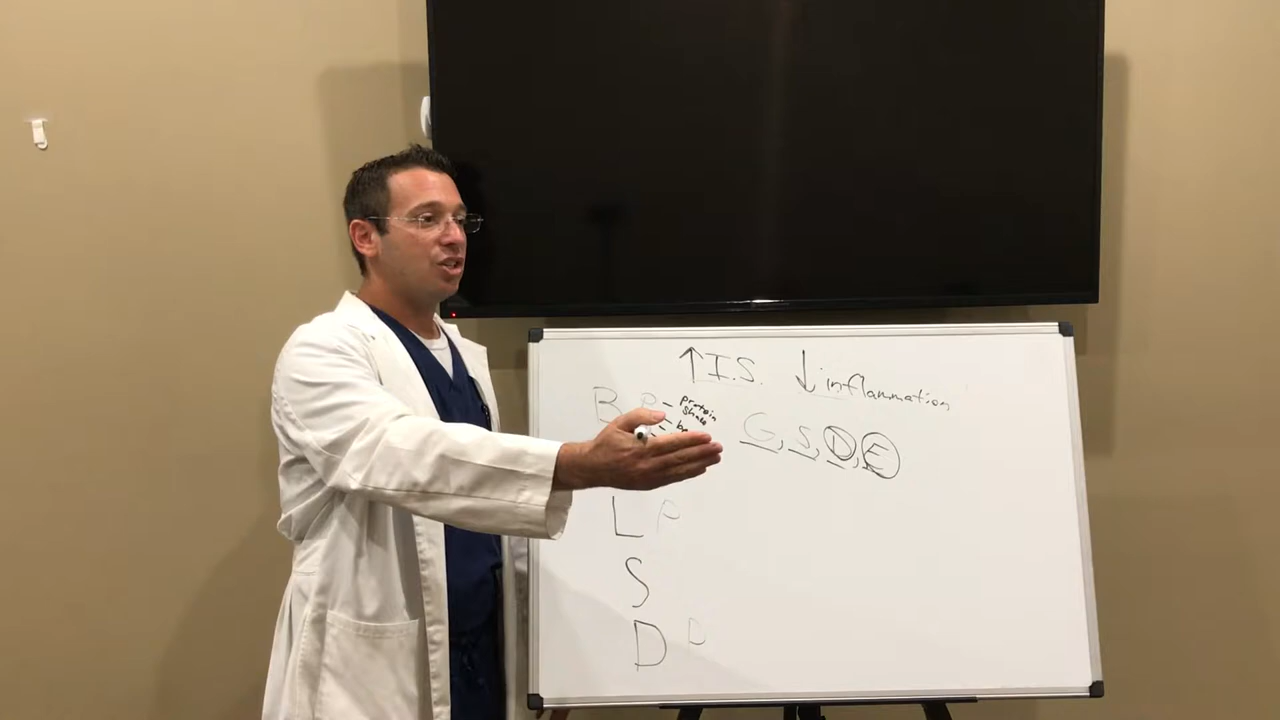 ↑ I.S. ↓ inflammation
B P - protein shake
G, S, D, E
L P
S
D